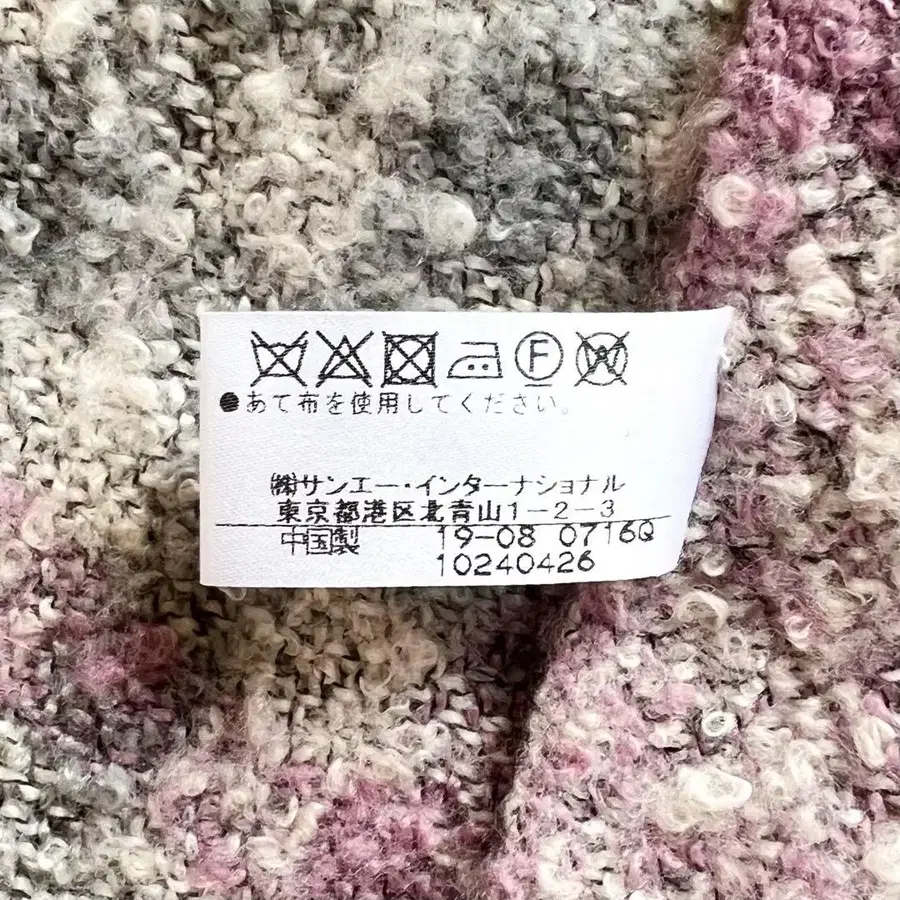 F W
●あて布を使用してください。
㈱サンエー・インターナショナル
東京都港区北青山1-2-3
中国製 19-08 0716Q
10240426